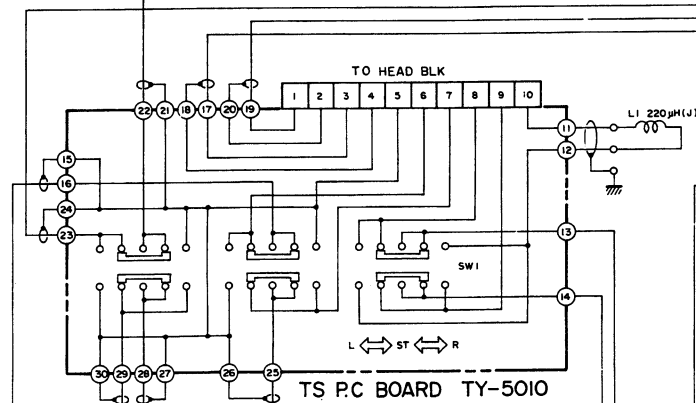 TO HEAD BLK
22 21 18 17 20 19
1 2 3 4 5 6 7 8 9 10
L1 220µH(J)
11
12
15
16
24
23
13
SW1
14
L ST R
30 29 28 27 26 25
TS P.C BOARD TY-5010